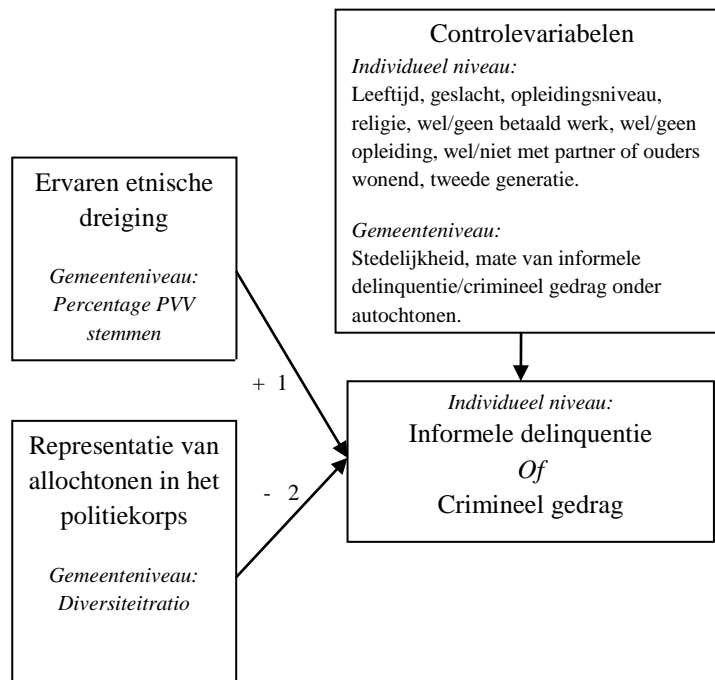 Controlevariabelen
Individueel niveau:
Leeftijd, geslacht, opleidingsniveau,
religie, wel/geen betaald werk, wel/geen
opleiding, wel/niet met partner of ouders
wonend, tweede generatie.
Gemeenteniveau:
Stedelijkheid, mate van informele
delinquentie/crimineel gedrag onder
autochtonen.
Ervaren etnische
dreiging
Gemeenteniveau:
Percentage PVV
stemmen
+ 1
Individueel niveau:
Informele delinquentie
Of
Crimineel gedrag
Representatie van
allochtonen in het
politiekorps
Gemeenteniveau:
Diversiteitratio
- 2